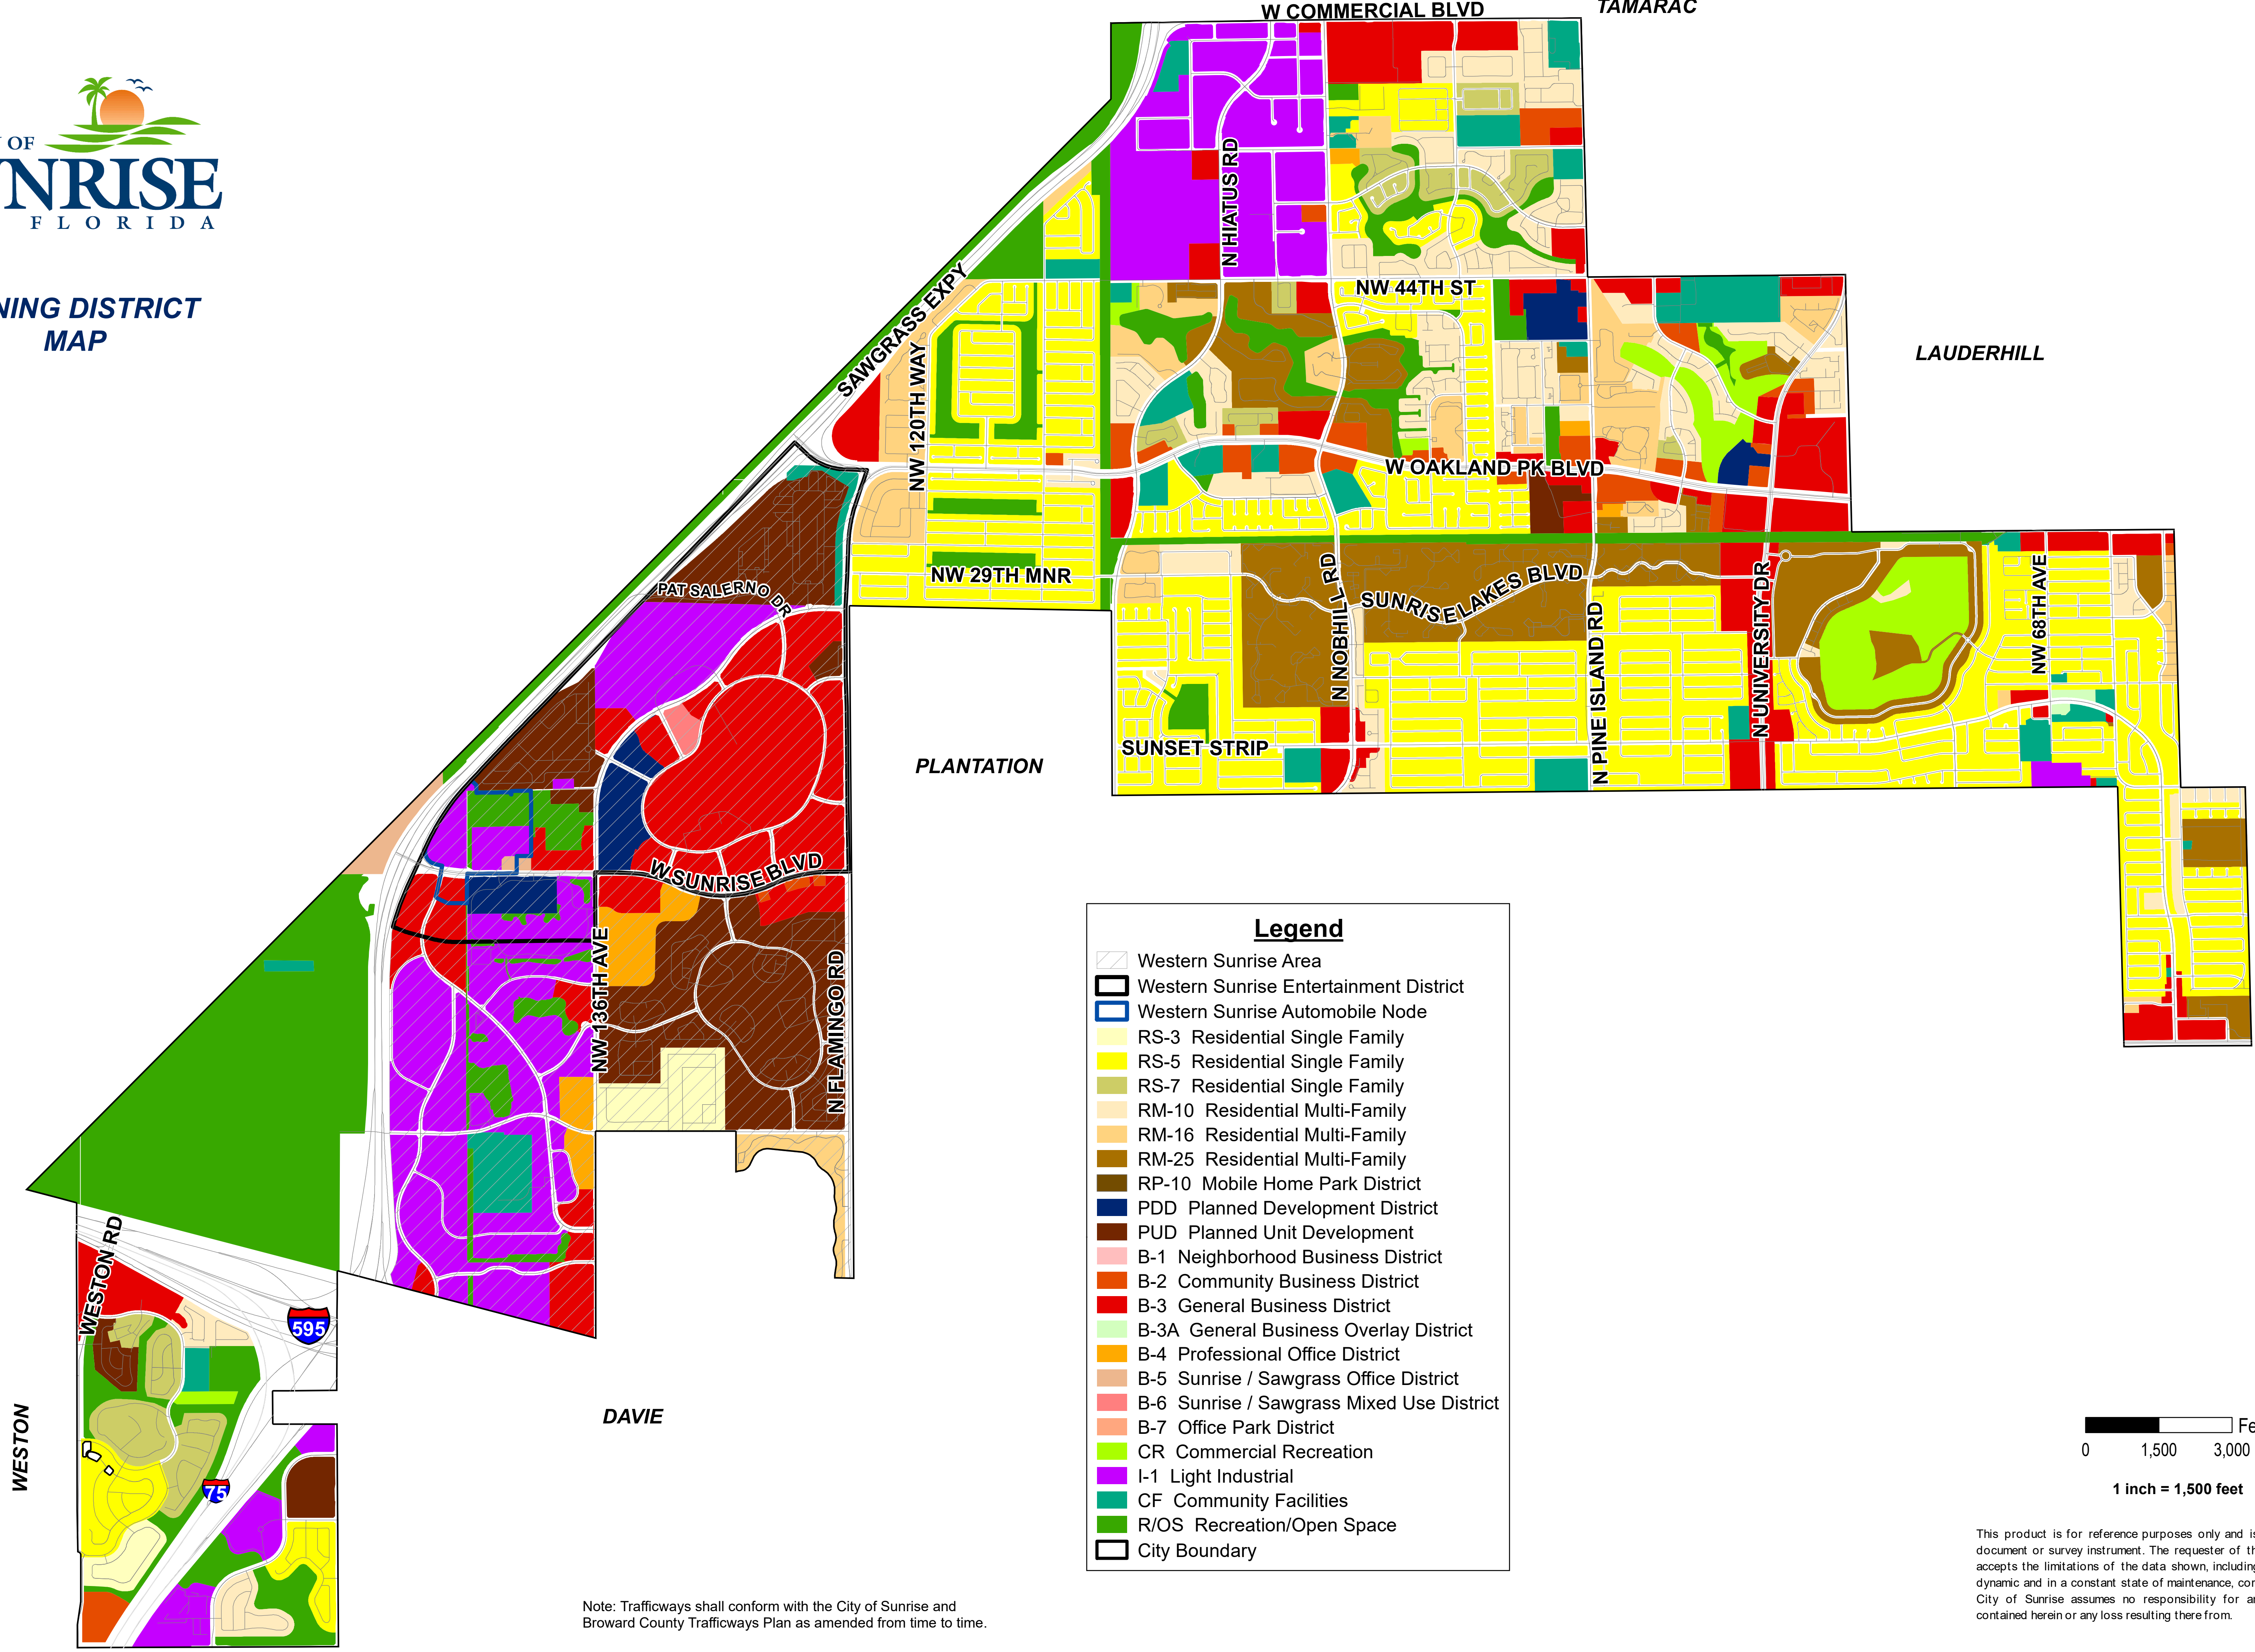 W COMMERCIAL BLVD
TAMARAC
OF
NRISE
FLORIDA
NING DISTRICT
MAP
N HIATUS RD
SAWGRASS EXPY
NW 44TH ST
NW 120TH WAY
LAUDERHILL
W OAKLAND PK BLVD
NW 29TH MNR
PAT SALERNO DR
N NOBHILL RD
SUNRISE LAKES BLVD
N PINE ISLAND RD
N UNIVERSITY DR
NW 68TH AVE
SUNSET STRIP
PLANTATION
W SUNRISE BLVD
NW 136TH AVE
N FLAMINGO RD
WESTON RD
595
75
WESTON
DAVIE
Legend
Western Sunrise Area
Western Sunrise Entertainment District
Western Sunrise Automobile Node
RS-3 Residential Single Family
RS-5 Residential Single Family
RS-7 Residential Single Family
RM-10 Residential Multi-Family
RM-16 Residential Multi-Family
RM-25 Residential Multi-Family
RP-10 Mobile Home Park District
PDD Planned Development District
PUD Planned Unit Development
B-1 Neighborhood Business District
B-2 Community Business District
B-3 General Business District
B-3A General Business Overlay District
B-4 Professional Office District
B-5 Sunrise / Sawgrass Office District
B-6 Sunrise / Sawgrass Mixed Use District
B-7 Office Park District
CR Commercial Recreation
I-1 Light Industrial
CF Community Facilities
R/OS Recreation/Open Space
City Boundary
Fe
0 1,500 3,000
1 inch = 1,500 feet
This product is for reference purposes only and is
document or survey instrument. The requester of th
accepts the limitations of the data shown, including
dynamic and in a constant state of maintenance, cor
City of Sunrise assumes no responsibility for an
contained herein or any loss resulting there from.
Note: Trafficways shall conform with the City of Sunrise and
Broward County Trafficways Plan as amended from time to time.